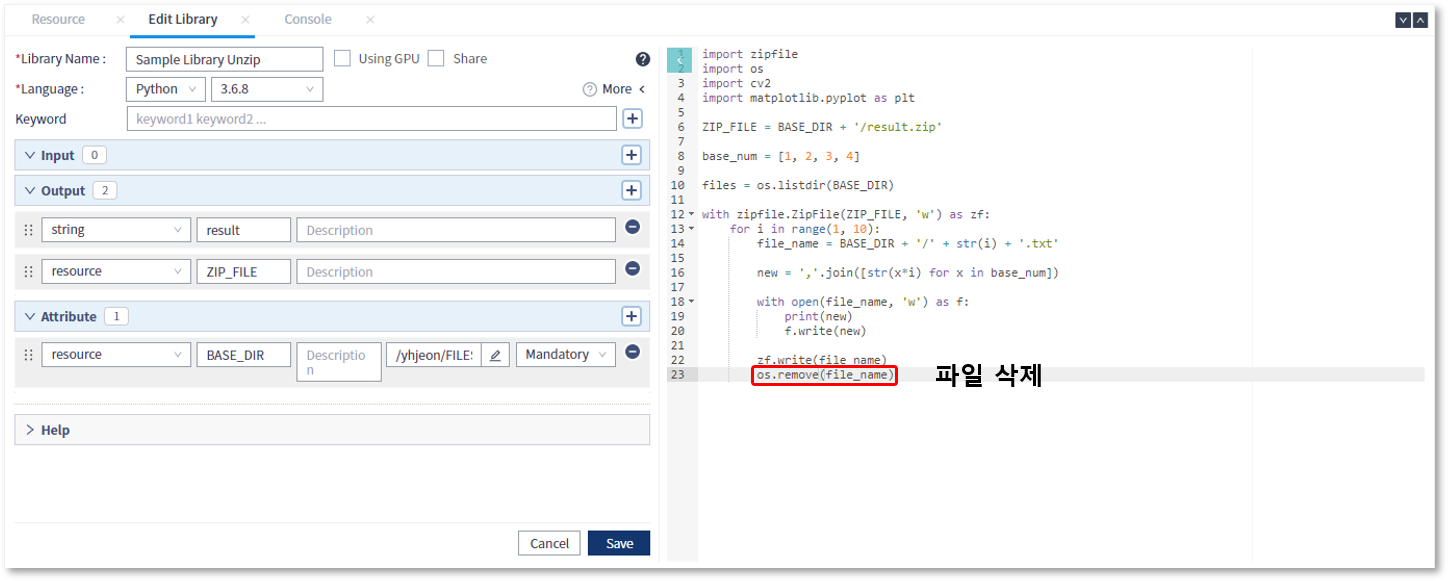 Resource × Edit Library × Console ×
*Library Name : Sample Library Unzip Using GPU Share
*Language : Python 3.6.8 More
Keyword keyword1 keyword2 ...
Input 0
Output 2
string result Description
resource ZIP_FILE Description
Attribute 1
resource BASE_DIR Description /yhjeon/FILES Mandatory
Help
Cancel Save
1 import zipfile
2 import os
3 import cv2
4 import matplotlib.pyplot as plt
5
6 ZIP_FILE = BASE_DIR + '/result.zip'
7
8 base_num = [1, 2, 3, 4]
9
10 files = os.listdir(BASE_DIR)
11
12 with zipfile.ZipFile(ZIP_FILE, 'w') as zf:
13 for i in range(1, 10):
14 file_name = BASE_DIR + '/' + str(i) + '.txt'
15
16 new = ','.join([str(x*i) for x in base_num])
17
18 with open(file_name, 'w') as f:
19 print(new)
20 f.write(new)
21
22 zf.write(file_name)
23 os.remove(file_name) 파일 삭제